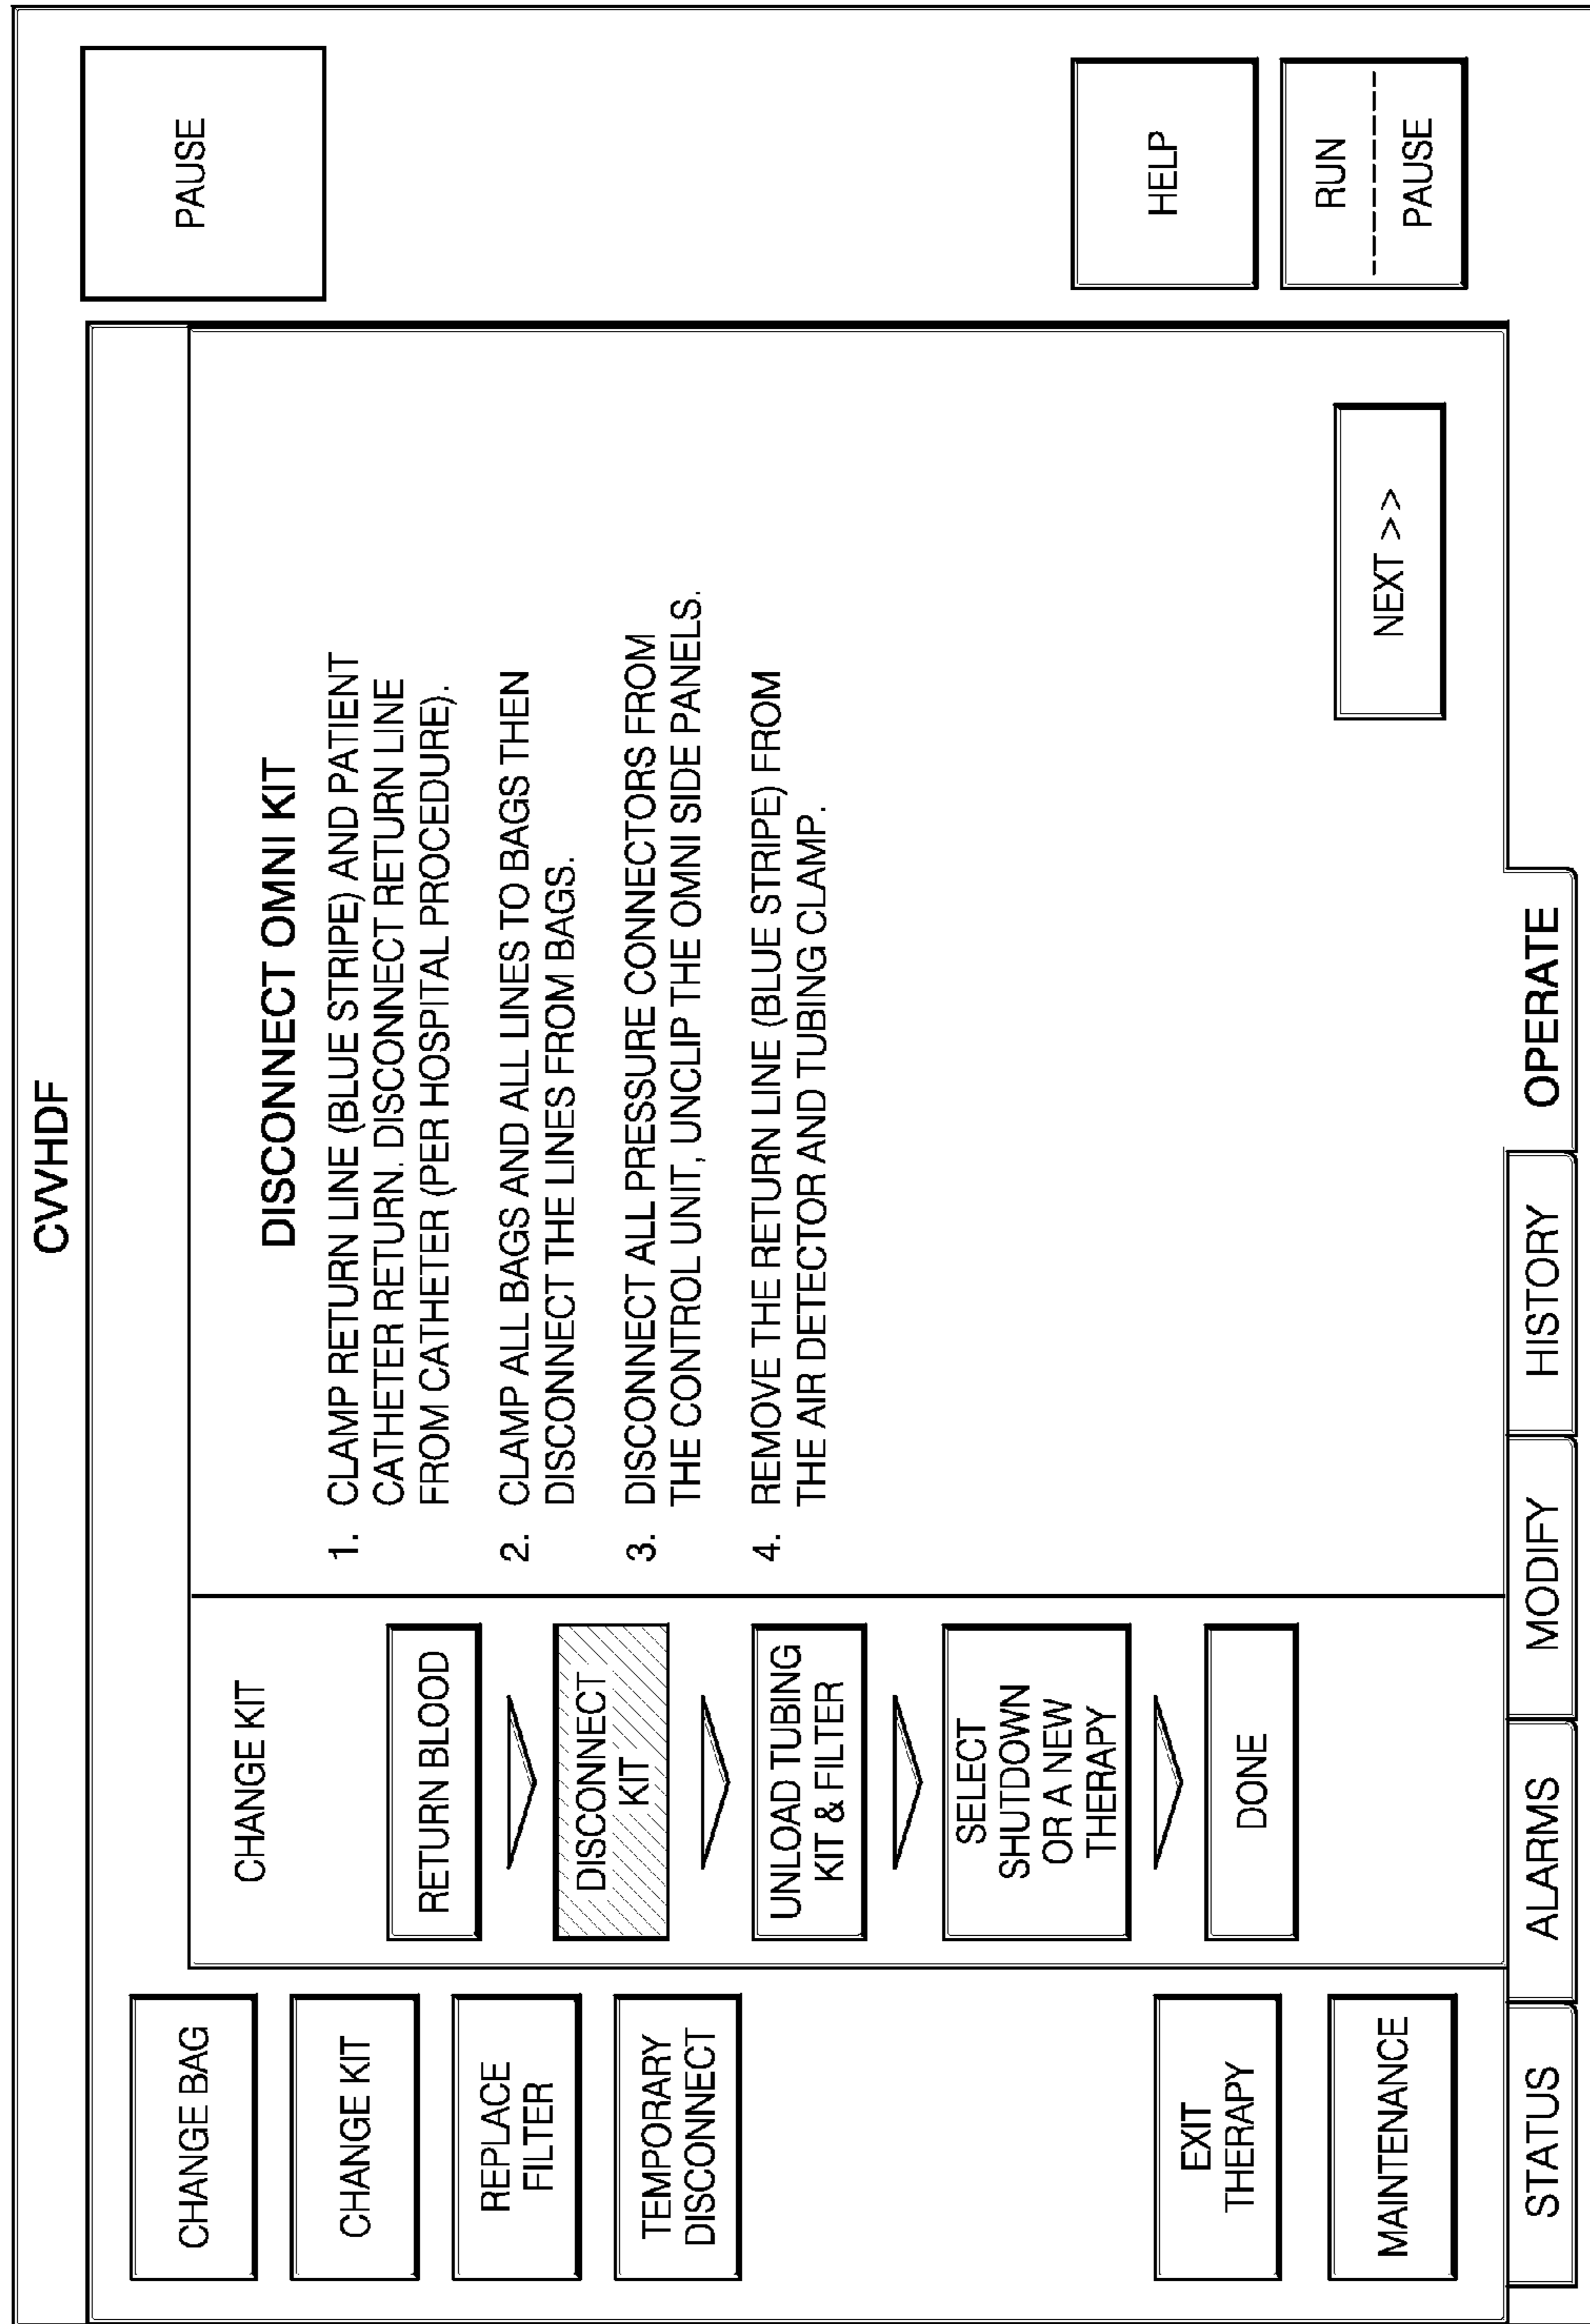 CVVHDF
PAUSE
CHANGE BAG
CHANGE KIT
REPLACE
FILTER
TEMPORARY
DISCONNECT
EXIT
THERAPY
MAINTENANCE
CHANGE KIT
RETURN BLOOD
DISCONNECT
KIT
UNLOAD TUBING
KIT & FILTER
SELECT
SHUTDOWN
OR A NEW
THERAPY
DONE
DISCONNECT OMNI KIT
1. CLAMP RETURN LINE (BLUE STRIPE) AND PATIENT
CATHETER RETURN. DISCONNECT RETURN LINE
FROM CATHETER (PER HOSPITAL PROCEDURE).
2. CLAMP ALL BAGS AND ALL LINES TO BAGS THEN
DISCONNECT THE LINES FROM BAGS.
3. DISCONNECT ALL PRESSURE CONNECTORS FROM
THE CONTROL UNIT, UNCLIP THE OMNI SIDE PANELS.
4. REMOVE THE RETURN LINE (BLUE STRIPE) FROM
THE AIR DETECTOR AND TUBING CLAMP.
NEXT >>
HELP
RUN
PAUSE
STATUS
ALARMS
MODIFY
HISTORY
OPERATE